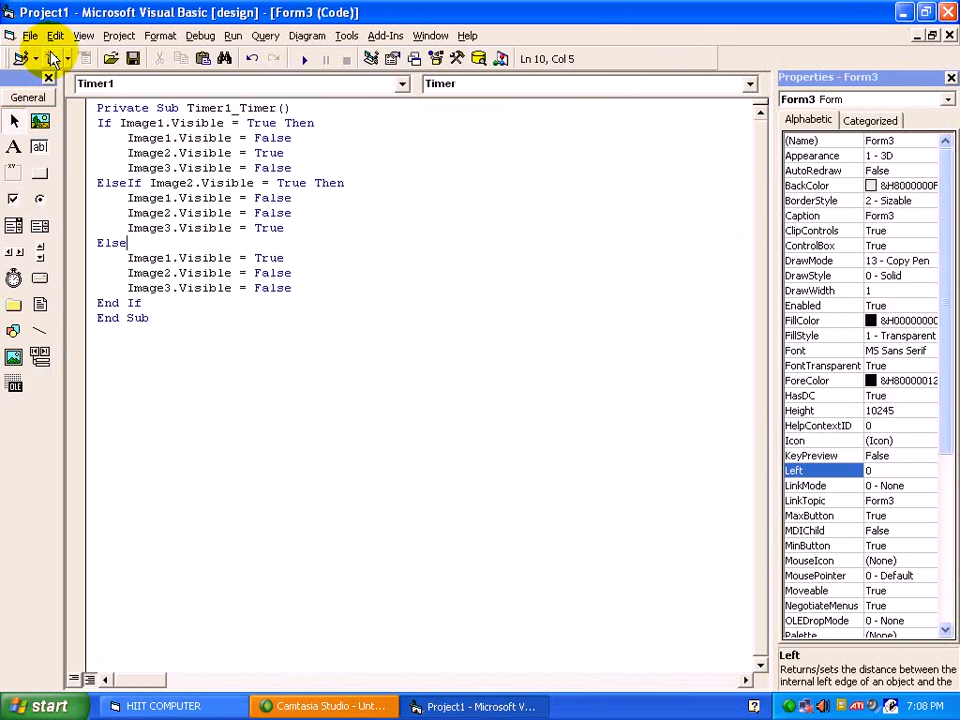 Project1 - Microsoft Visual Basic [design] - [Form3 (Code)]
File Edit View Project Format Debug Run Query Diagram Tools Add-Ins Window Help
Ln 10, Col 5
General
Timer1 Timer
Private Sub Timer1_Timer()
If Image1.Visible = True Then
Image1.Visible = False
Image2.Visible = True
Image3.Visible = False
ElseIf Image2.Visible = True Then
Image1.Visible = False
Image2.Visible = False
Image3.Visible = True
Else
Image1.Visible = True
Image2.Visible = False
Image3.Visible = False
End If
End Sub
Properties - Form3
Form3 Form
Alphabetic Categorized
(Name) Form3
Appearance 1 - 3D
AutoRedraw False
BackColor &H8000000F
BorderStyle 2 - Sizable
Caption Form3
ClipControls True
ControlBox True
DrawMode 13 - Copy Pen
DrawStyle 0 - Solid
DrawWidth 1
Enabled True
FillColor &H0000000C
FillStyle 1 - Transparent
Font MS Sans Serif
FontTransparent True
ForeColor &H80000012
HasDC True
Height 10245
HelpContextID 0
Icon (Icon)
KeyPreview False
Left 0
LinkMode 0 - None
LinkTopic Form3
MaxButton True
MDIChild False
MinButton True
MouseIcon (None)
MousePointer 0 - Default
Moveable True
NegotiateMenus True
OLEDropMode 0 - None
Palette (None)
Left
Returns/sets the distance between the
internal left edge of an object and the
start HIIT COMPUTER Camtasia Studio - Unt... Project1 - Microsoft V... 7:08 PM